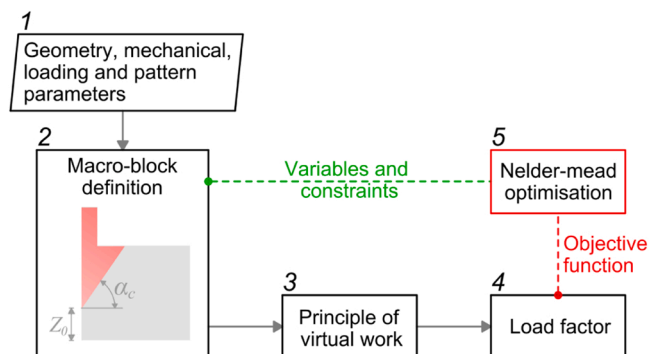 1
Geometry, mechanical,
loading and pattern
parameters
2
Macro-block
definition
αc
Z0
Variables and
constraints
5
Nelder-mead
optimisation
Objective
function
3
Principle of
virtual work
4
Load factor